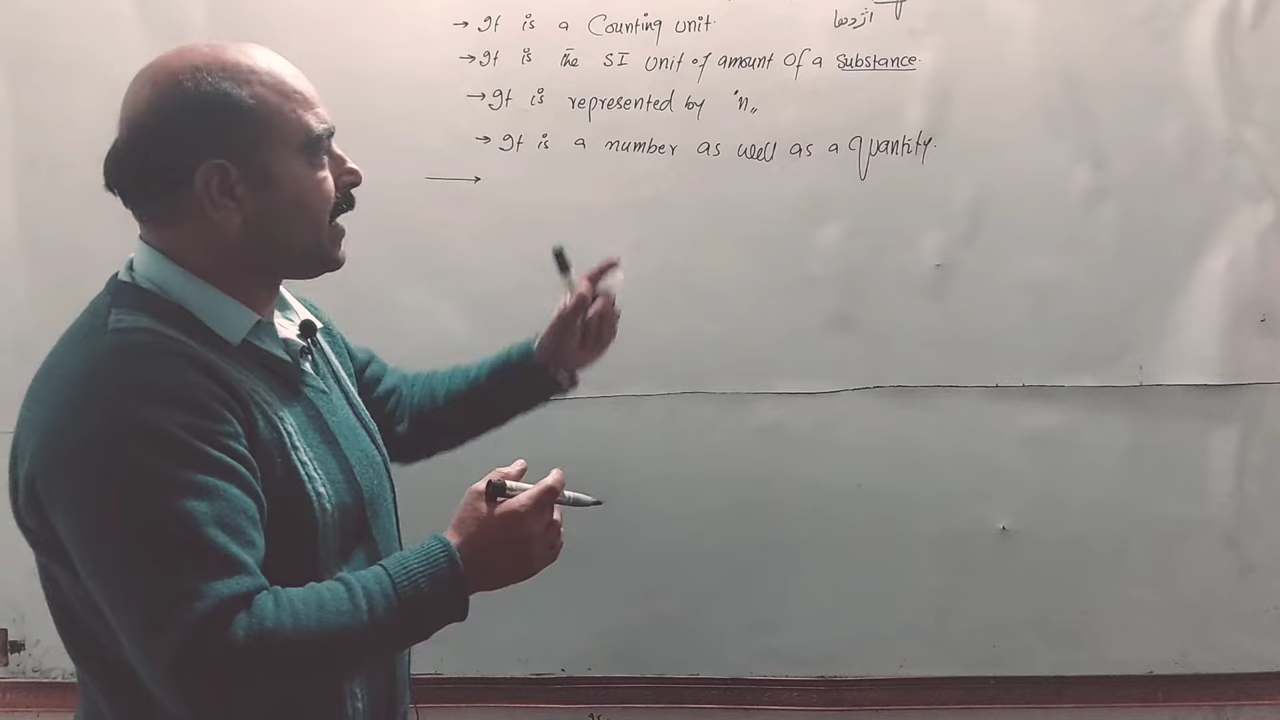 → It is a Counting unit.
اژدھا
→ It is the SI unit of amount of a substance.
→ It is represented by "n"
→ It is a number as well as a quantity.
→